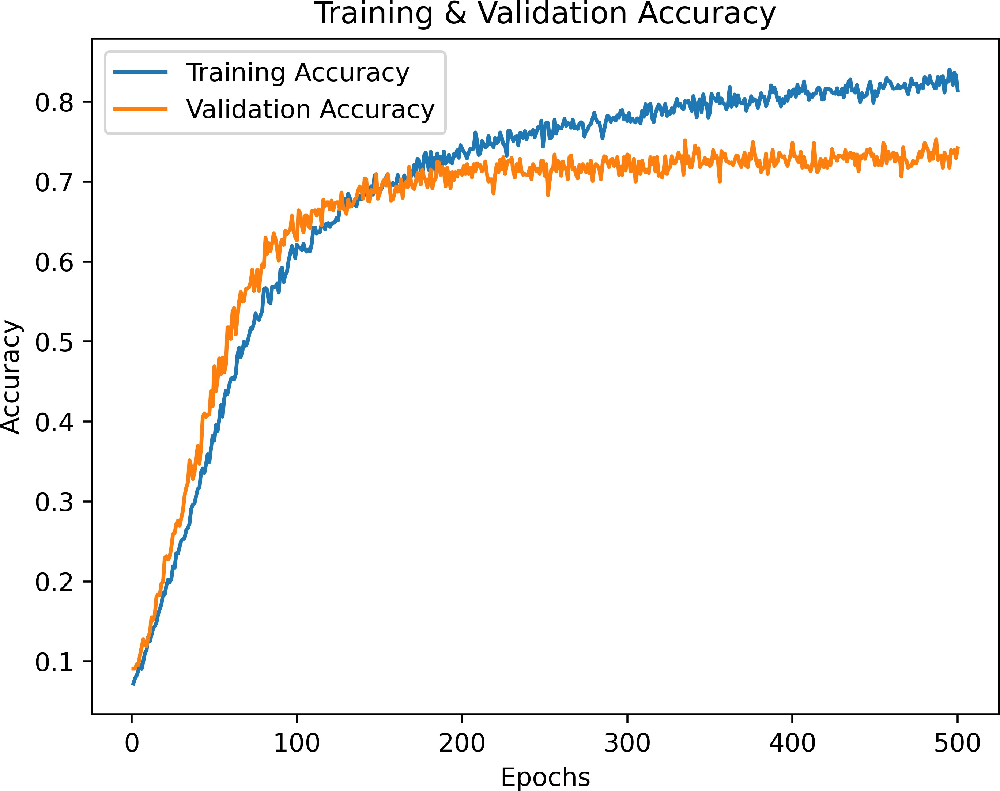 Training & Validation Accuracy
Training Accuracy
Validation Accuracy
Accuracy
0.8
0.7
0.6
0.5
0.4
0.3
0.2
0.1
0 100 200 300 400 500
Epochs